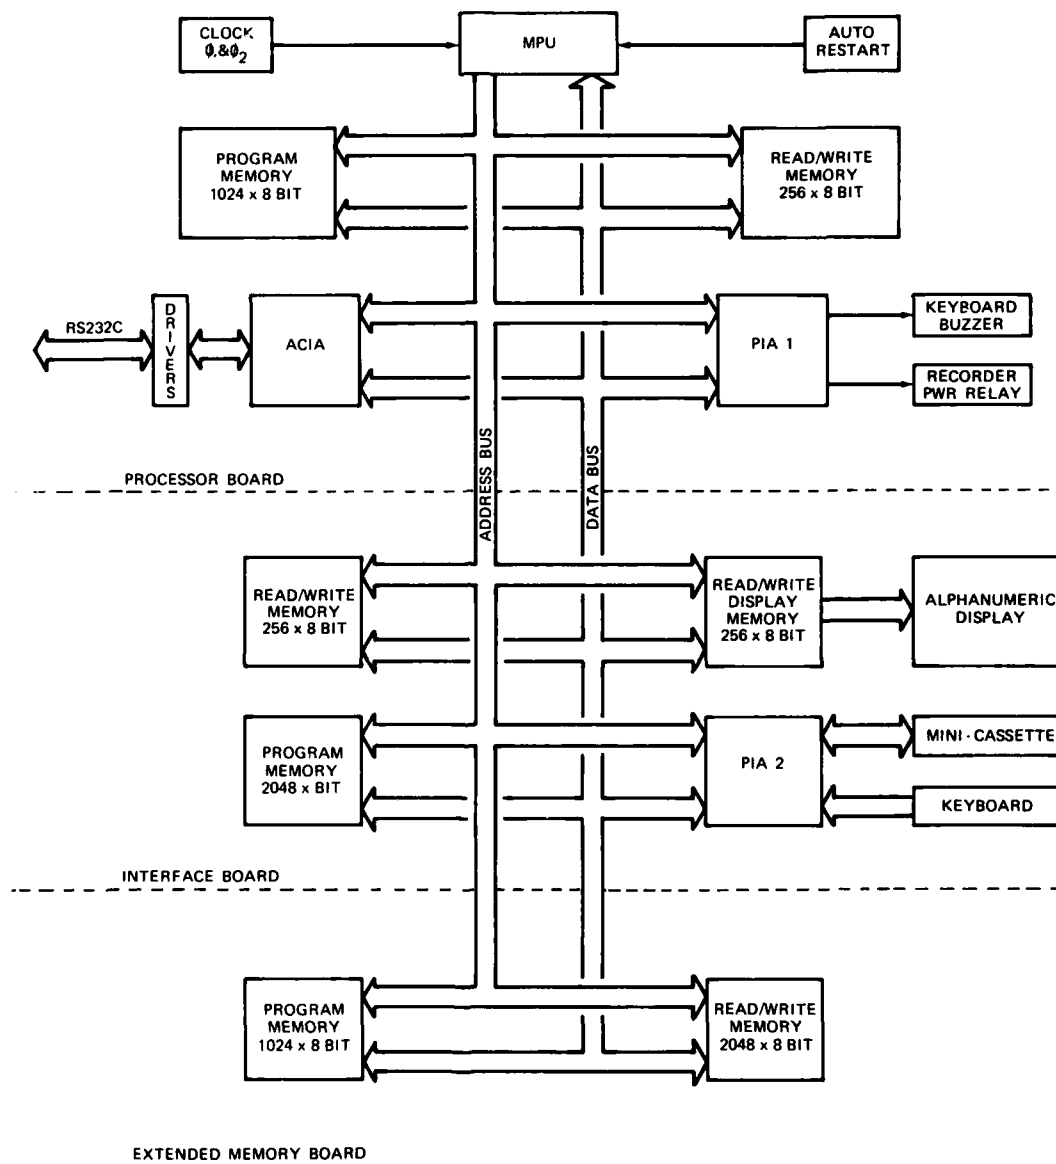 CLOCK
φ1&φ2
MPU
AUTO
RESTART
PROGRAM
MEMORY
1024 x 8 BIT
READ/WRITE
MEMORY
256 x 8 BIT
RS232C
DRIVERS
ACIA
PIA 1
KEYBOARD
BUZZER
RECORDER
PWR RELAY
ADDRESS BUS
DATA BUS
PROCESSOR BOARD
READ/WRITE
MEMORY
256 x 8 BIT
READ/WRITE
DISPLAY
MEMORY
256 x 8 BIT
ALPHANUMERIC
DISPLAY
PROGRAM
MEMORY
2048 x BIT
PIA 2
MINI-CASSETTE
KEYBOARD
INTERFACE BOARD
PROGRAM
MEMORY
1024 x 8 BIT
READ/WRITE
MEMORY
2048 x 8 BIT
EXTENDED MEMORY BOARD